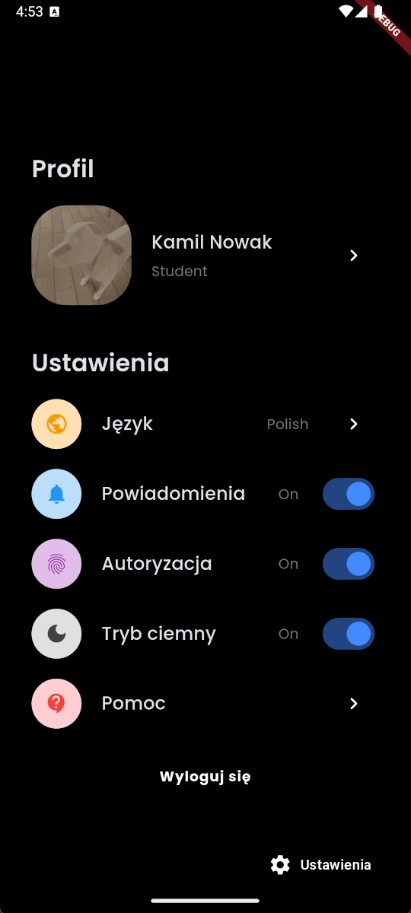 4:53 A
DEBUG
Profil
Kamil Nowak
Student
Ustawienia
Język Polish
Powiadomienia On
Autoryzacja On
Tryb ciemny On
Pomoc
Wyloguj się
Ustawienia